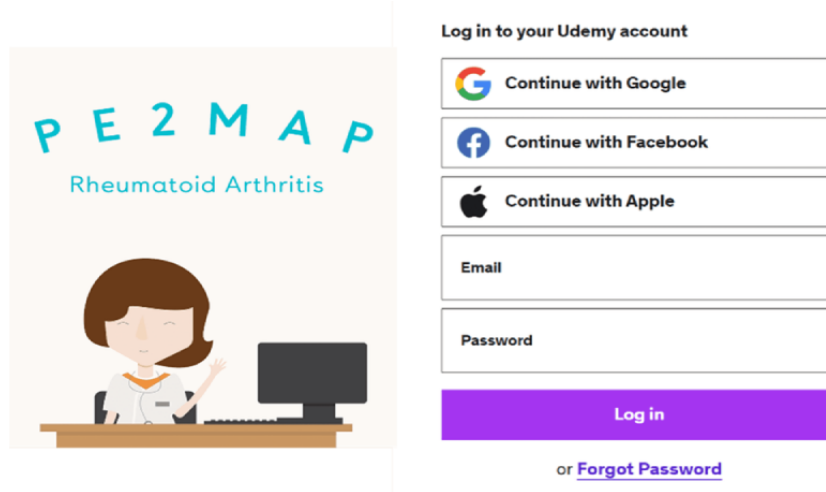 PE2MAP
Rheumatoid Arthritis
Log in to your Udemy account
Continue with Google
Continue with Facebook
Continue with Apple
Email
Password
Log in
or Forgot Password